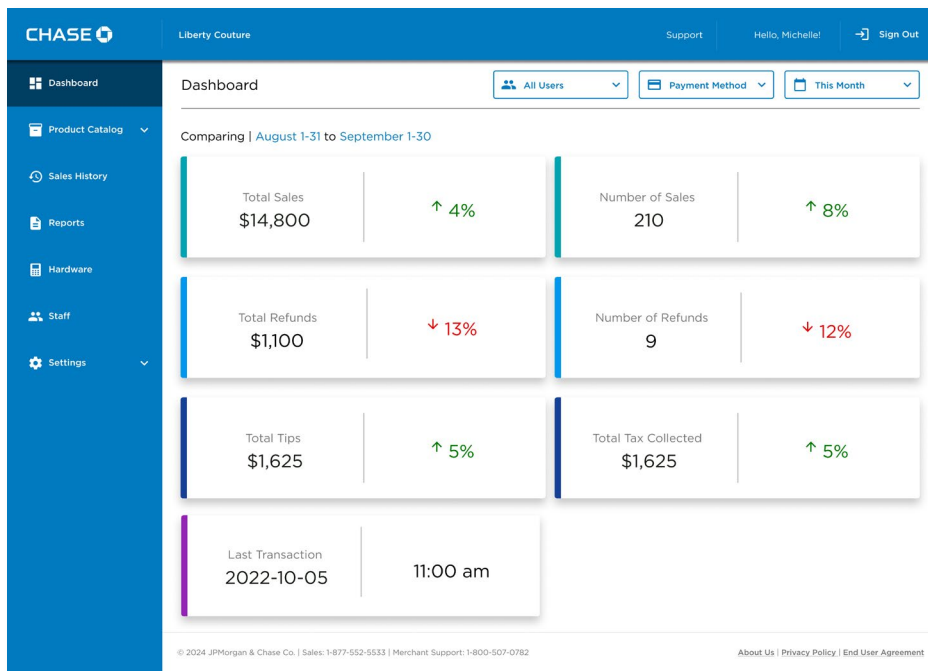 CHASE
Liberty Couture
Support
Hello, Michelle!
Sign Out
Dashboard
Product Catalog
Sales History
Reports
Hardware
Staff
Settings
Dashboard
All Users
Payment Method
This Month
Comparing | August 1-31 to September 1-30
Total Sales
$14,800
↑ 4%
Number of Sales
210
↑ 8%
Total Refunds
$1,100
↓ 13%
Number of Refunds
9
↓ 12%
Total Tips
$1,625
↑ 5%
Total Tax Collected
$1,625
↑ 5%
Last Transaction
2022-10-05
11:00 am
© 2024 JPMorgan & Chase Co. | Sales: 1-877-552-5533 | Merchant Support: 1-800-507-0782
About Us | Privacy Policy | End User Agreement